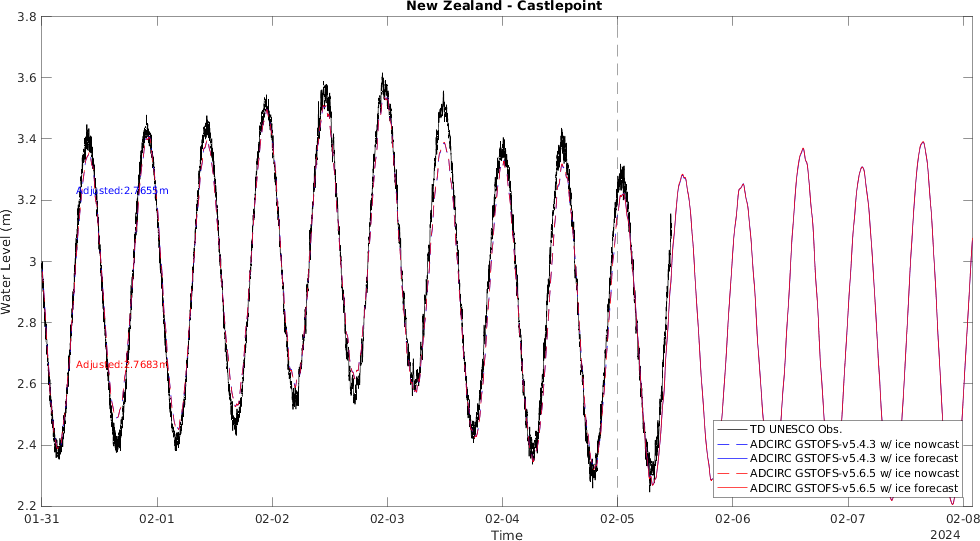 New Zealand - Castlepoint
3.8
3.6
3.4
3.2
3
2.8
2.6
2.4
2.2
Water Level (m)
Adjusted:2.7655m
Adjusted:2.7683m
TD UNESCO Obs.
ADCIRC GSTOFS-v5.4.3 w/ ice nowcast
ADCIRC GSTOFS-v5.4.3 w/ ice forecast
ADCIRC GSTOFS-v5.6.5 w/ ice nowcast
ADCIRC GSTOFS-v5.6.5 w/ ice forecast
01-31 02-01 02-02 02-03 02-04 02-05 02-06 02-07 02-08
Time
2024